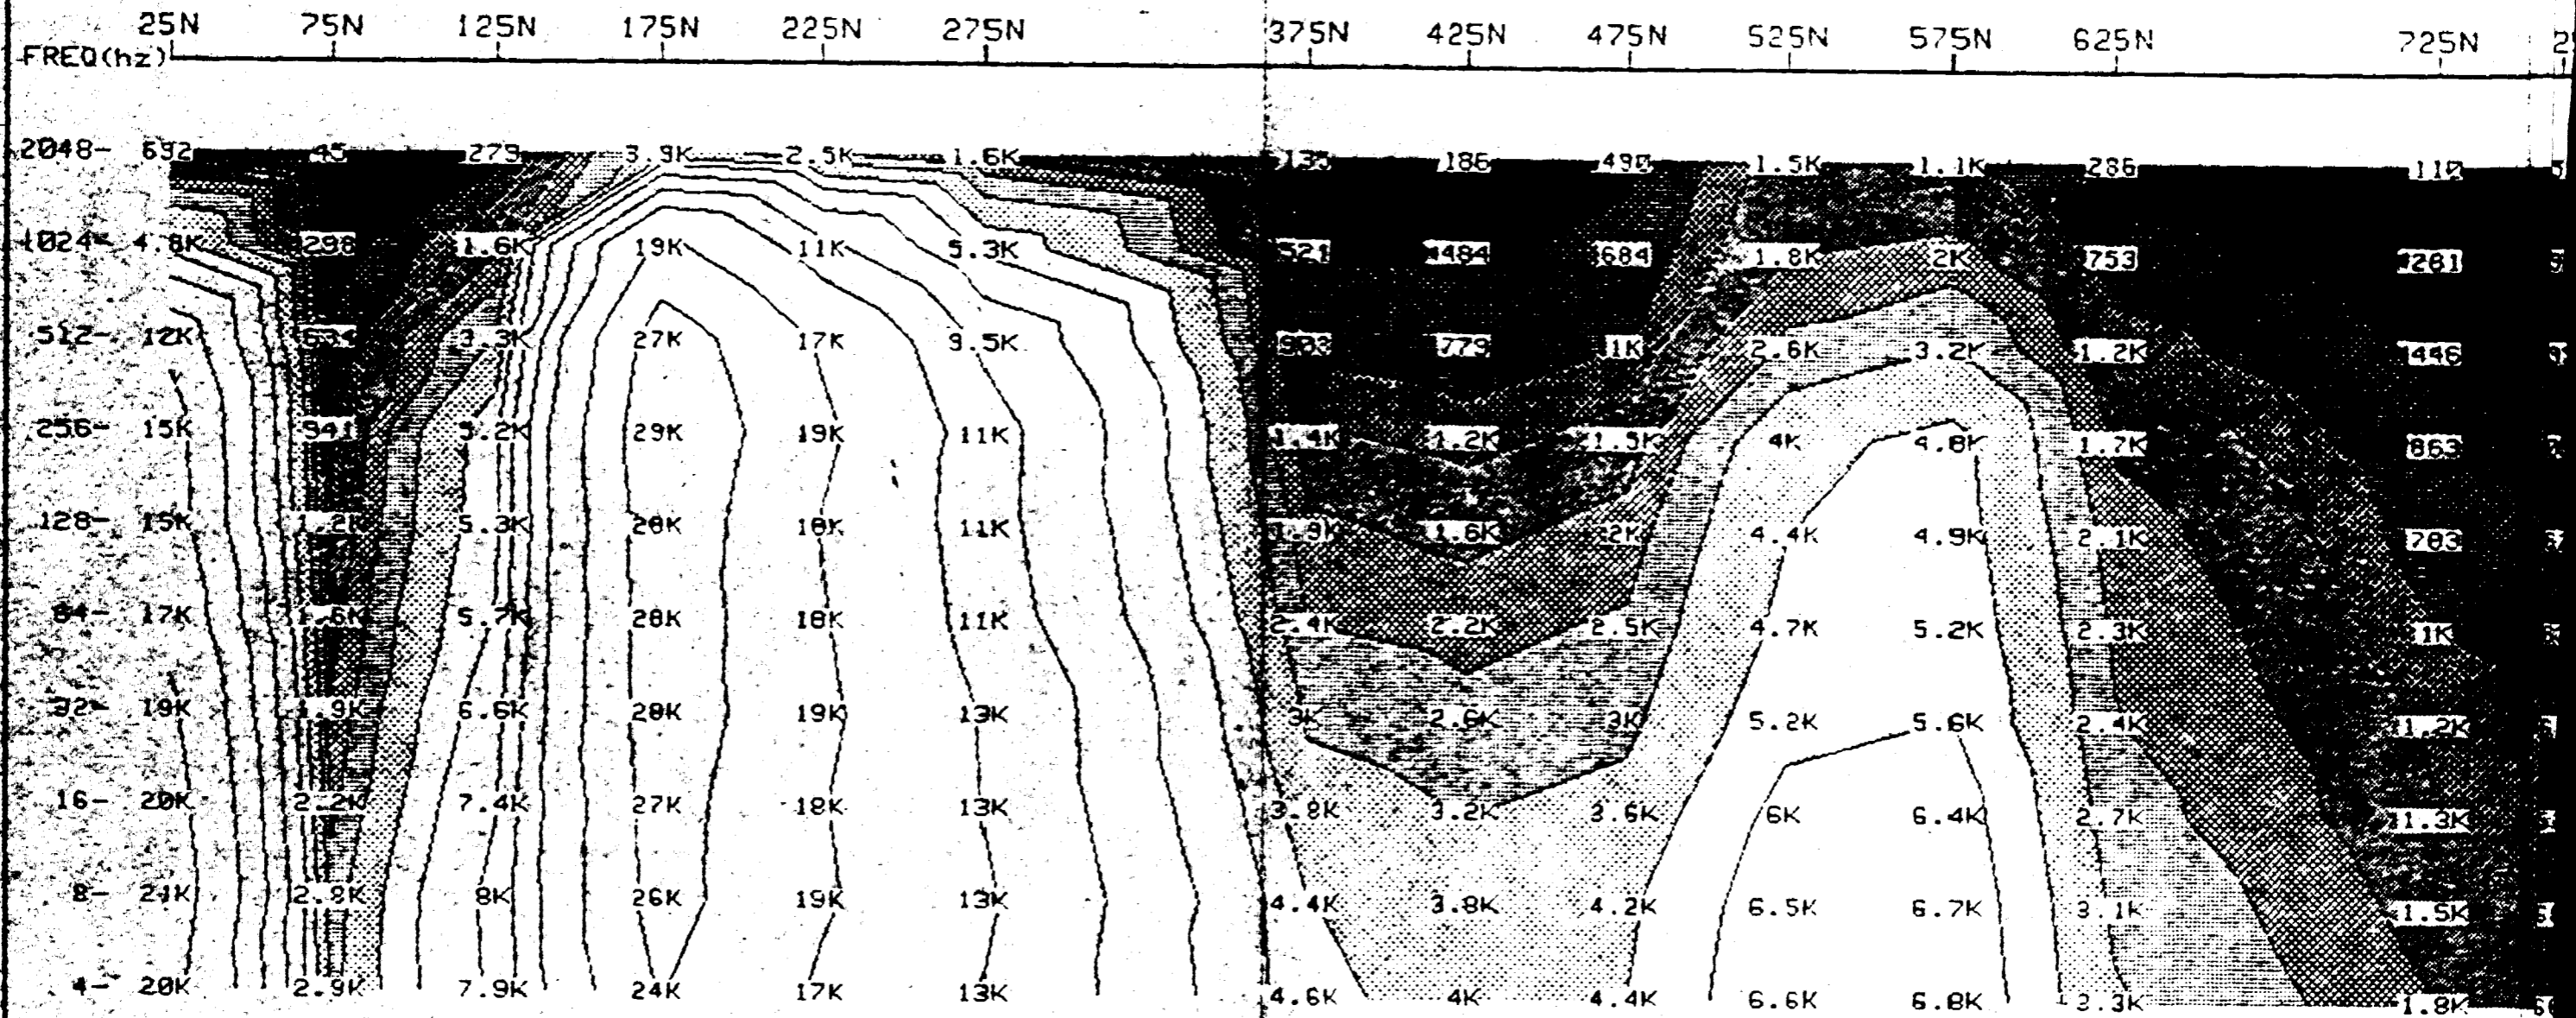 25N 75N 125N 175N 225N 275N 375N 425N 475N 525N 575N 625N 725N
FREQ(hz)
2048- 692 45 279 3.9K 2.5K 1.6K 135 186 490 1.5K 1.1K 286 110
1024- 4.8K 298 1.6K 19K 11K 5.3K 521 484 684 1.8K 2K 753 281
512- 12K 634 3.3K 27K 17K 9.5K 903 779 1K 2.6K 3.2K 1.2K 446
256- 15K 941 5.2K 29K 19K 11K 1.4K 1.2K 1.5K 4K 4.8K 1.7K 863
128- 15K 1.2K 5.3K 28K 18K 11K 1.9K 1.6K 2K 4.4K 4.9K 2.1K 783
64- 17K 1.6K 5.7K 28K 18K 11K 2.4K 2.2K 2.5K 4.7K 5.2K 2.3K 1K
32- 19K 1.9K 6.6K 28K 19K 13K 3K 2.6K 3K 5.2K 5.6K 2.4K 1.2K
16- 20K 2.2K 7.4K 27K 18K 13K 3.8K 3.2K 3.6K 6K 6.4K 2.7K 1.3K
8- 21K 2.8K 8K 26K 19K 13K 4.4K 3.8K 4.2K 6.5K 6.7K 3.1K 1.5K
4- 20K 2.9K 7.9K 24K 17K 13K 4.6K 4K 4.4K 6.6K 6.8K 3.3K 1.8K